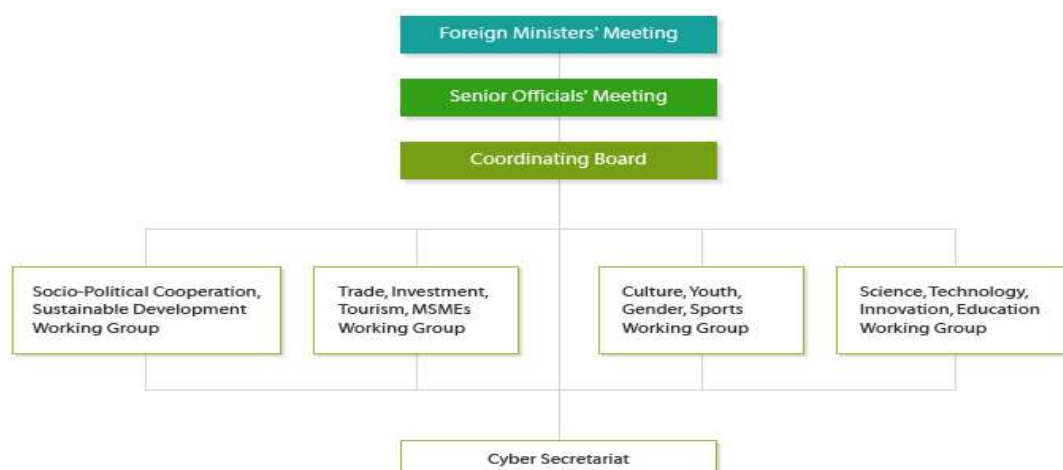 Foreign Ministers' Meeting
Senior Officials' Meeting
Coordinating Board
Socio-Political Cooperation,
Sustainable Development
Working Group
Trade, Investment,
Tourism, MSMEs
Working Group
Culture, Youth,
Gender, Sports
Working Group
Science, Technology,
Innovation, Education
Working Group
Cyber Secretariat